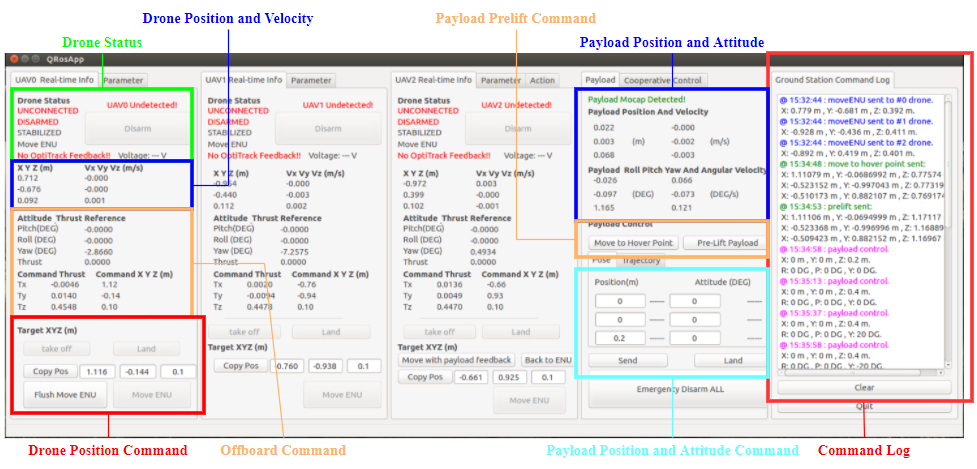 Drone Position and Velocity
Payload Prelift Command
Drone Status
Payload Position and Attitude
QRosApp
UAV0 Real-time Info Parameter
Drone Status
UNCONNECTED
DISARMED
STABILIZED
Move ENU
UAV0 Undetected!
Disarm
No OptiTrack Feedback!! Voltage: --- V
X Y Z (m) Vx Vy Vz (m/s)
0.712 -0.000
-0.676 -0.000
0.092 0.001
Attitude Thrust Reference
Pitch(DEG) -0.0000
Roll (DEG) -0.0000
Yaw (DEG) -2.8660
Thrust 0.0000
Command Thrust Command X Y Z (m)
Tx -0.0046 1.12
Ty 0.0140 -0.14
Tz 0.4548 0.10
Target XYZ (m)
take off Land
Copy Pos 1.116 -0.144 0.1
Flush Move ENU Move ENU
UAV1 Real-time Info Parameter
Drone Status
UNCONNECTED
DISARMED
STABILIZED
Move ENU
UAV1 Undetected!
Disarm
No OptiTrack Feedback!! Voltage: --- V
X Y Z (m) Vx Vy Vz (m/s)
-0.954 -0.000
-0.440 -0.003
0.112 0.002
Attitude Thrust Reference
Pitch(DEG) -0.0000
Roll (DEG) -0.0000
Yaw (DEG) -7.2575
Thrust 0.0000
Command Thrust Command X Y Z (m)
Tx 0.0020 -0.76
Ty -0.0094 -0.94
Tz 0.4470 0.10
take off Land
Target XYZ (m)
Copy Pos -0.760 -0.938 0.1
Move ENU
UAV2 Real-time Info Parameter Action
Drone Status
UNCONNECTED
DISARMED
STABILIZED
Move ENU
UAV2 Undetected!
Disarm
No OptiTrack Feedback!! Voltage: --- V
X Y Z (m) Vx Vy Vz (m/s)
-0.972 0.003
0.399 0.000
0.102 -0.001
Attitude Thrust Reference
Pitch(DEG) -0.0000
Roll (DEG) -0.0000
Yaw (DEG) 0.4934
Thrust 0.0000
Command Thrust Command X Y Z (m)
Tx 0.0136 -0.66
Ty 0.0049 0.93
Tz 0.4478 0.10
take off Land
Target XYZ (m)
Move with payload feedback Back to ENU
Copy Pos -0.661 0.925 0.1
Move ENU
Payload Cooperative Control
Payload Mocap Detected!
Payload Position And Velocity
0.022 -0.000
0.003 (m) -0.002 (m/s)
0.068 -0.003
Payload Roll Pitch Yaw And Angular Velocity
-0.026 0.066
-0.097 (DEG) -0.073 (DEG/s)
1.165 0.121
Payload Control
Move to Hover Point Pre-Lift Payload
Pose Trajectory
Position(m) Attitude (DEG)
0 ---- 0 ----
0 ---- 0 ----
0.2 ---- 0 ----
Send Land
Emergency Disarm ALL
Ground Station Command Log
@ 15:32:44 : moveENU sent to #0 drone.
X: 0.779 m , -0.681 m, Z: 0.392 m.
@ 15:32:44 : moveENU sent to #1 drone.
X: -0.928 m , Y: -0.436 m , Z: 0.411 m.
@ 15:32:44 : moveENU sent to #2 drone.
X: -0.892 m , Y: 0.419 m , Z: 0.401 m.
@ 15:34:48 : move to hover point sent:
X: 1.11079 m , Y: -0.0686992 m , Z: 0.77574
X: -0.523152 m , Y: -0.997043 m , Z: 0.77319
X: -0.510173 m , Y: 0.882107 m , Z: 0.769174
@ 15:34:53 : prelift sent:
X: 1.11106 m , Y: -0.0694999 m , Z: 1.17117
X: -0.523368 m , Y: -0.996996 m , Z: 1.16889
X: -0.509423 m , Y: 0.882152 m , Z: 1.16967
@ 15:34:58 : payload control.
X: 0 m , Y: 0 m , Z: 0.2 m.
R: 0 DG , P: 0 DG , Y: 0 DG.
@ 15:35:13 : payload control.
X: 0 m , Y: 0 m , Z: 0.4 m.
R: 0 DG , P: 0 DG , Y: 0 DG.
@ 15:35:37 : payload control.
X: 0 m , Y: 0 m , Z: 0.4 m.
R: 0 DG , P: 0 DG , Y: 20 DG.
@ 15:35:58 : payload control.
X: 0 m , Y: 0 m , Z: 0.4 m.
R: 0 DG , P: 0 DG , Y: -20 DG.
Clear
Quit
Drone Position Command
Offboard Command
Payload Position and Attitude Command
Command Log